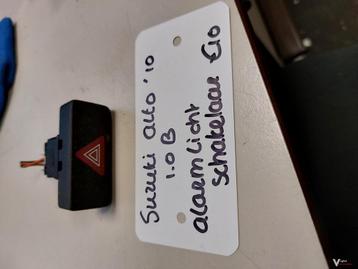 Suzuki alto '10
1.0 B
alarmlicht
schakelaar €10